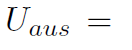 U_{aus} =